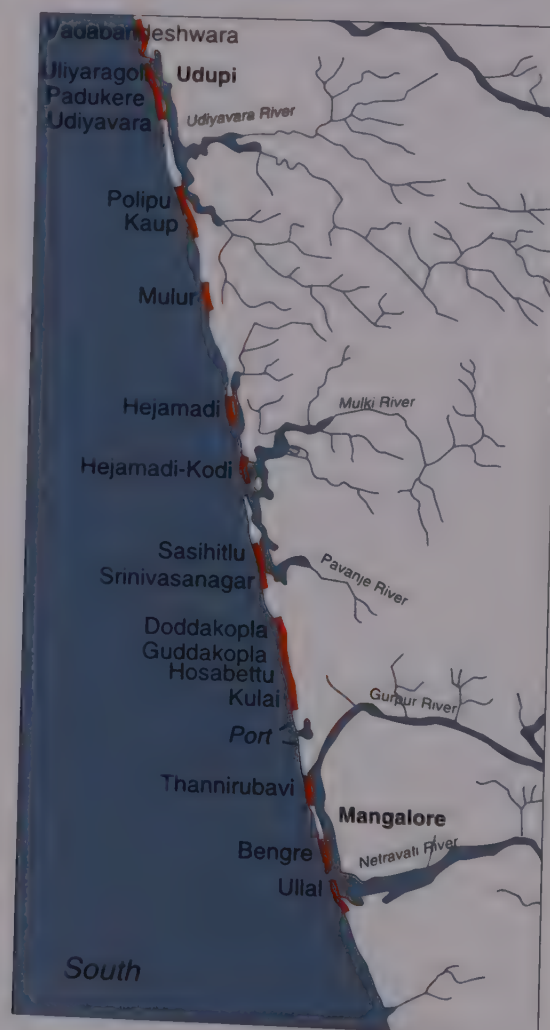 Vadabandeshwara
Uliyaragoli
Udupi
Padukere
Udiyavara
Udiyavara River
Polipu
Kaup
Mulur
Hejamadi
Mulki River
Hejamadi-Kodi
Sasihitlu
Srinivasanagar
Pavanje River
Doddakopla
Guddakopla
Hosabettu
Kulai
Gurpur River
Port
Thannirubavi
Mangalore
Bengre
Netravati River
Ullal
South